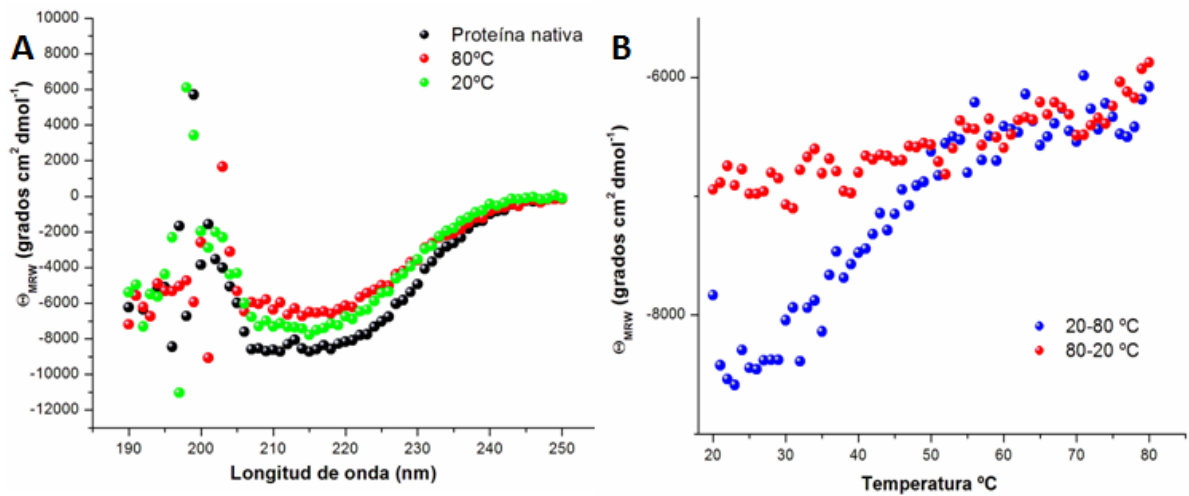 A
Proteína nativa
80ºC
20ºC
10000
8000
6000
4000
2000
0
-2000
-4000
-6000
-8000
-10000
-12000
ΘMRW (grados cm² dmol⁻¹)
190 200 210 220 230 240 250
Longitud de onda (nm)
B
-6000
-8000
ΘMRW (grados cm² dmol⁻¹)
20-80 ºC
80-20 ºC
20 30 40 50 60 70 80
Temperatura ºC